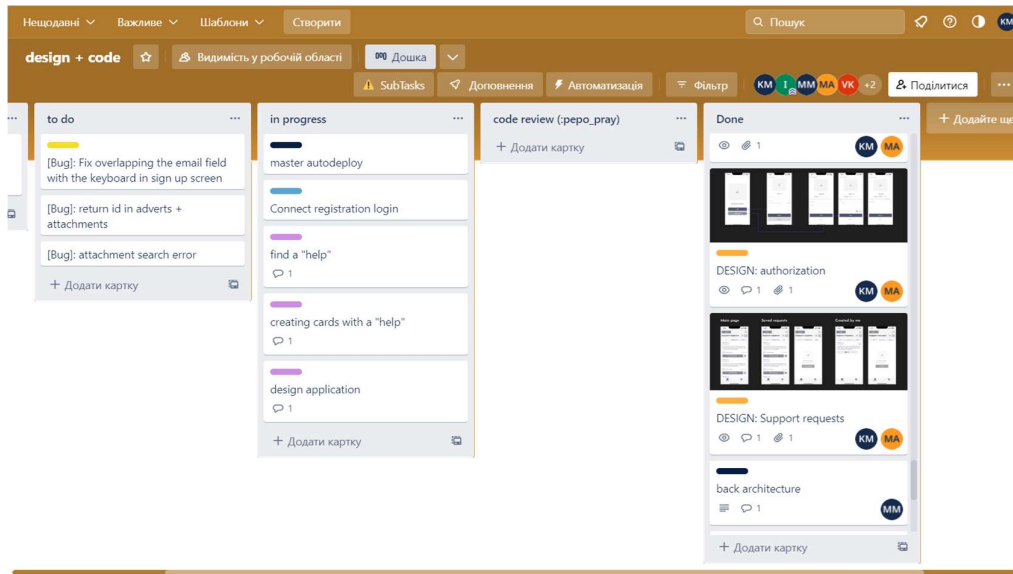 Нещодавні Важливе Шаблони Створити Пошук KM
design + code Видимість у робочій області Дошка
SubTasks Доповнення Автоматизація Фільтр KM I MM MA VK +2 Поділитися
to do
[Bug]: Fix overlapping the email field
with the keyboard in sign up screen
[Bug]: return id in adverts +
attachments
[Bug]: attachment search error
+ Додати картку
in progress
master autodeploy
Connect registration login
find a "help"
1
creating cards with a "help"
1
design application
1
+ Додати картку
code review (:pepo_pray)
+ Додати картку
Done
1 KM MA
DESIGN: authorization
1 1 KM MA
Main page Saved requests Created by me
DESIGN: Support requests
1 1 KM MA
back architecture
1 MM
+ Додати картку
+ Додайте ще